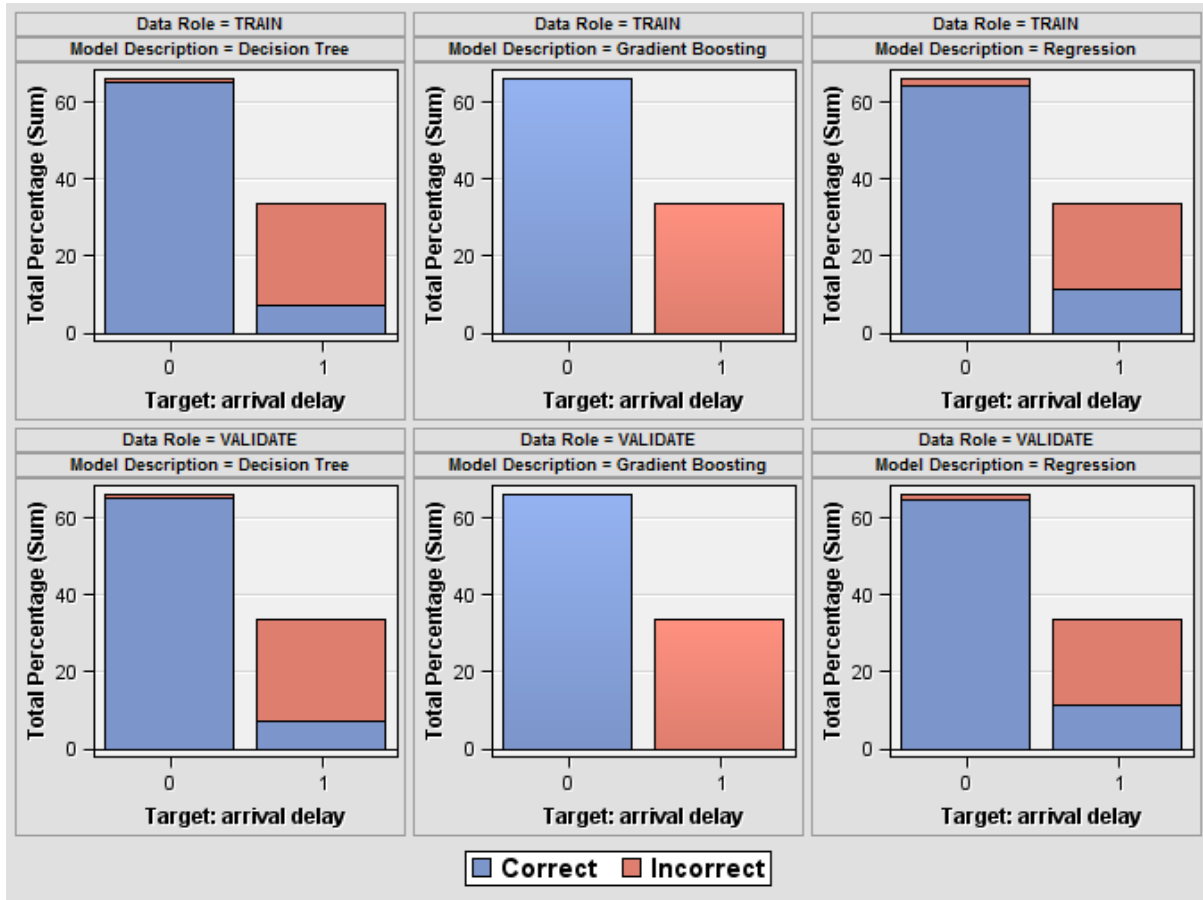 Data Role = TRAIN
Model Description = Decision Tree
Total Percentage (Sum)
60
40
20
0
0 1
Target: arrival delay
Data Role = TRAIN
Model Description = Gradient Boosting
Total Percentage (Sum)
60
40
20
0
0 1
Target: arrival delay
Data Role = TRAIN
Model Description = Regression
Total Percentage (Sum)
60
40
20
0
0 1
Target: arrival delay
Data Role = VALIDATE
Model Description = Decision Tree
Total Percentage (Sum)
60
40
20
0
0 1
Target: arrival delay
Data Role = VALIDATE
Model Description = Gradient Boosting
Total Percentage (Sum)
60
40
20
0
0 1
Target: arrival delay
Data Role = VALIDATE
Model Description = Regression
Total Percentage (Sum)
60
40
20
0
0 1
Target: arrival delay
Correct Incorrect